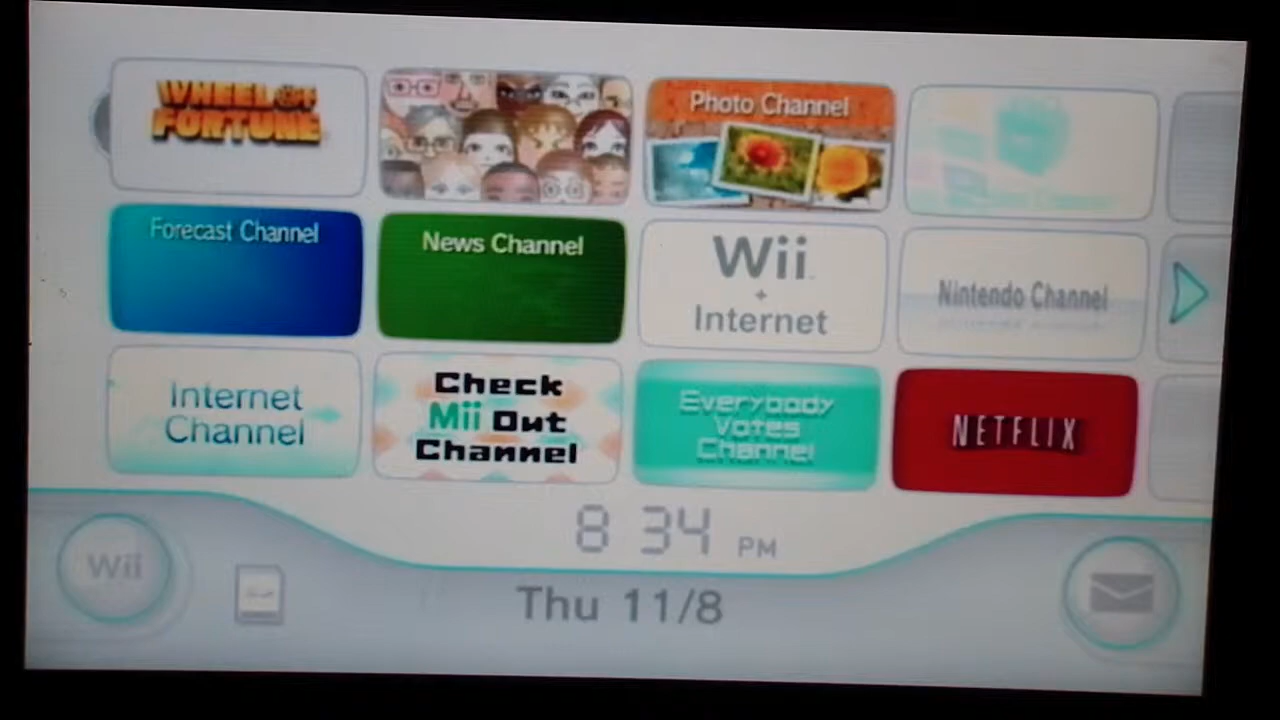 WHEEL OF
FORTUNE
Photo Channel
Forecast Channel
News Channel
Wii
+
Internet
Nintendo Channel
Internet
Channel
Check
Mii Out
Channel
Everybody
Votes
Channel
NETFLIX
8 34 PM
Wii
Thu 11/8